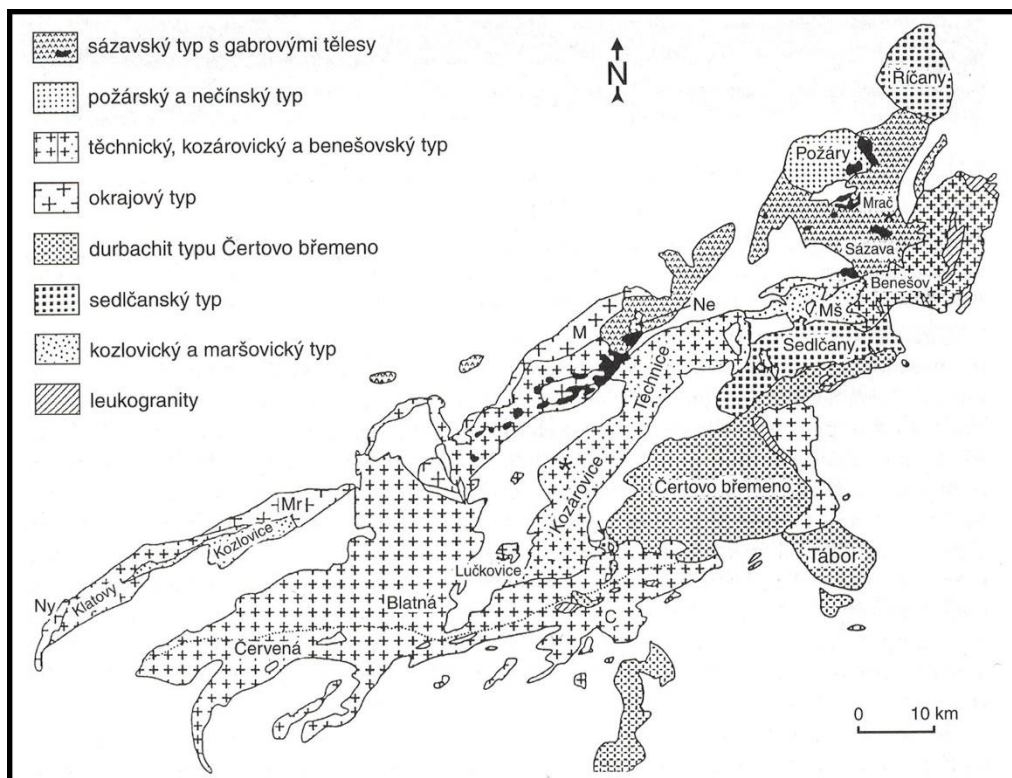 sázavský typ s gabrovými tělesy
požárský a nečínský typ
těchnický, kozárovický a benešovský typ
okrajový typ
durbachit typu Čertovo břemeno
sedlčanský typ
kozlovický a maršovický typ
leukogranity
N
Říčany
Požáry
Mrač
Sázava
Benešov
Ne
Mš
M
Sedlčany
Těchnice
Čertovo břemeno
Kozárovice
Mr
Kozlovice
Tábor
Lučkovice
Klatovy
Ny
Blatná
C
Červená
0 10 km